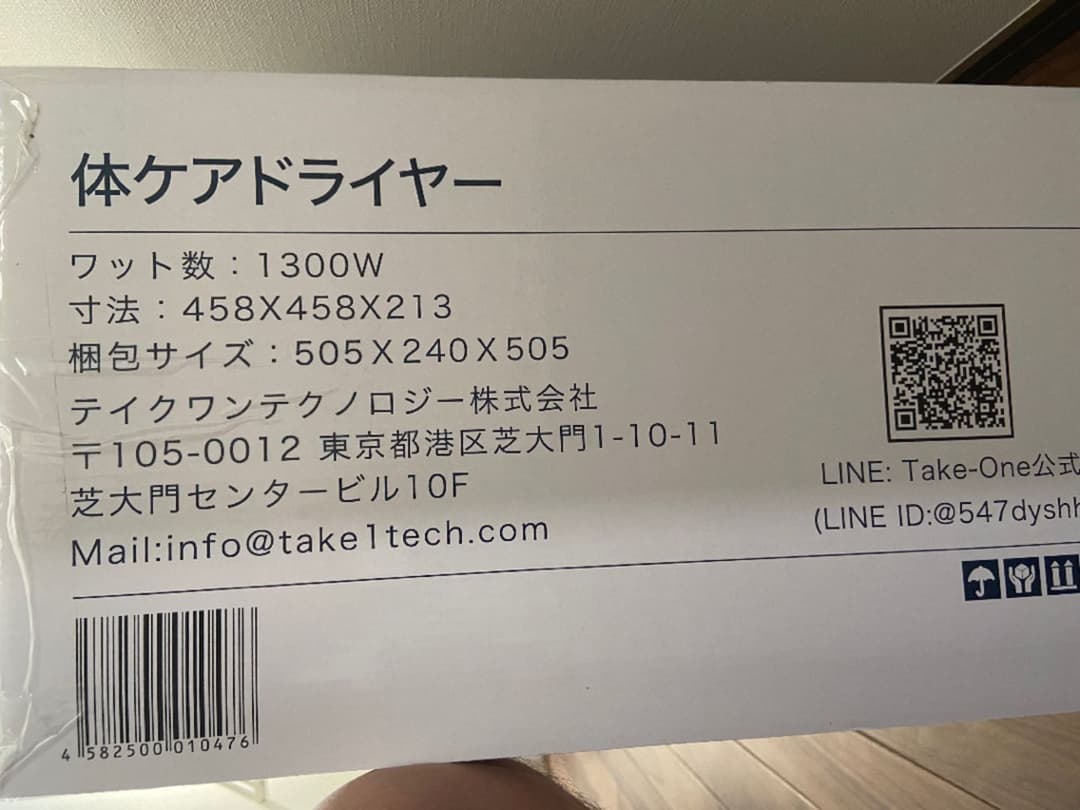 体ケアドライヤー
ワット数：1300W
寸法：458X458X213
梱包サイズ：505X240X505
テイクワンテクノロジー株式会社
〒105-0012 東京都港区芝大門1-10-11
芝大門センタービル10F
Mail:info@take1tech.com
LINE: Take-One公式
(LINE ID:@547dysh
4 582500 010476